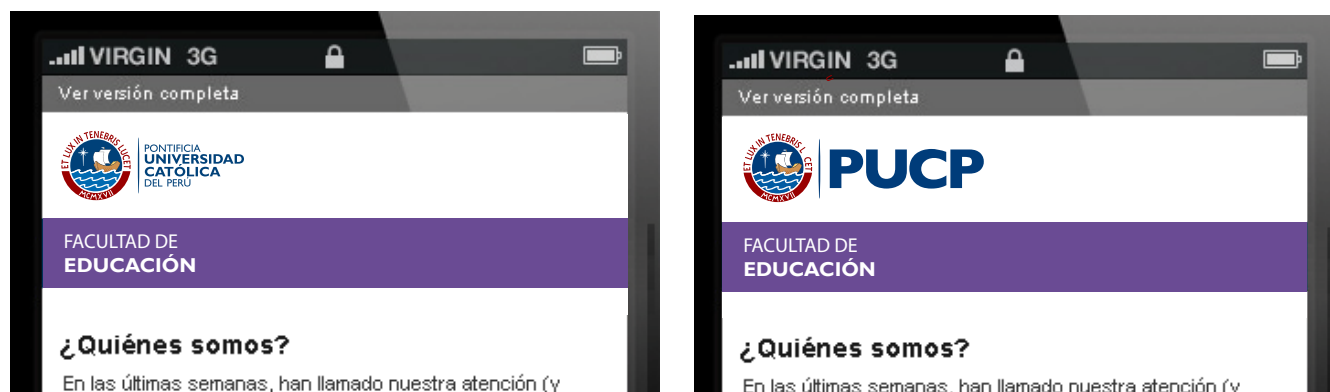 VIRGIN 3G
Ver versión completa
ET LUX IN TENEBRIS LUCET
MCMXVII
PONTIFICIA
UNIVERSIDAD
CATÓLICA
DEL PERÚ
FACULTAD DE
EDUCACIÓN
¿Quiénes somos?
En las últimas semanas, han llamado nuestra atención (y
VIRGIN 3G
Ver versión completa
ET LUX IN TENEBRIS L CET
MCMXVII
PUCP
FACULTAD DE
EDUCACIÓN
¿Quiénes somos?
En las últimas semanas, han llamado nuestra atención (y